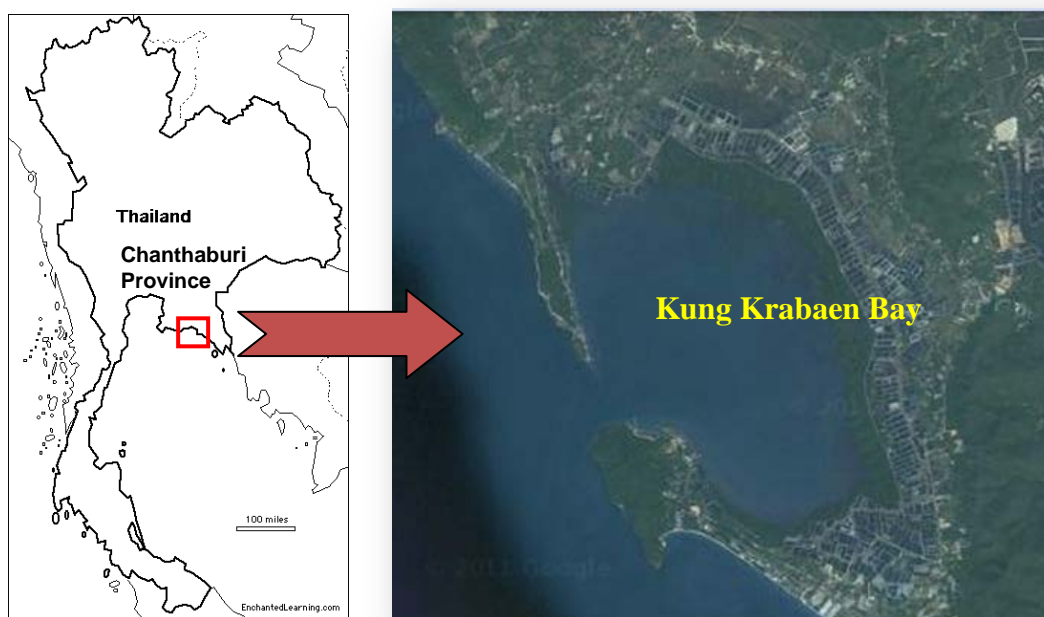 Thailand
Chanthaburi
Province
100 miles
EnchantedLearning.com
Kung Krabaen Bay
© 2011 Google